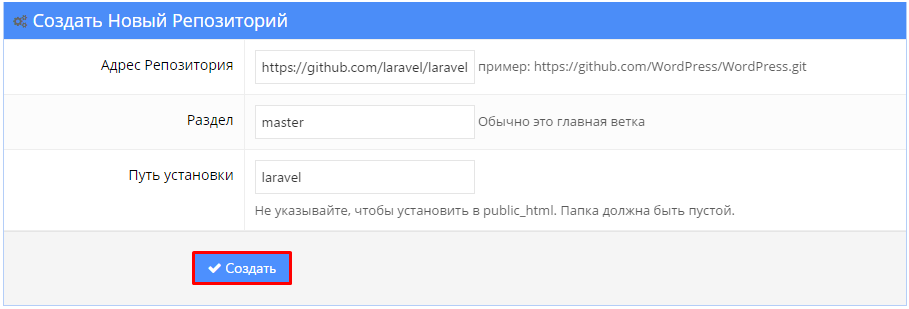 Создать Новый Репозиторий
Адрес Репозитория https://github.com/laravel/laravel пример: https://github.com/WordPress/WordPress.git
Раздел master Обычно это главная ветка
Путь установки laravel
Не указывайте, чтобы установить в public_html. Папка должна быть пустой.
Создать